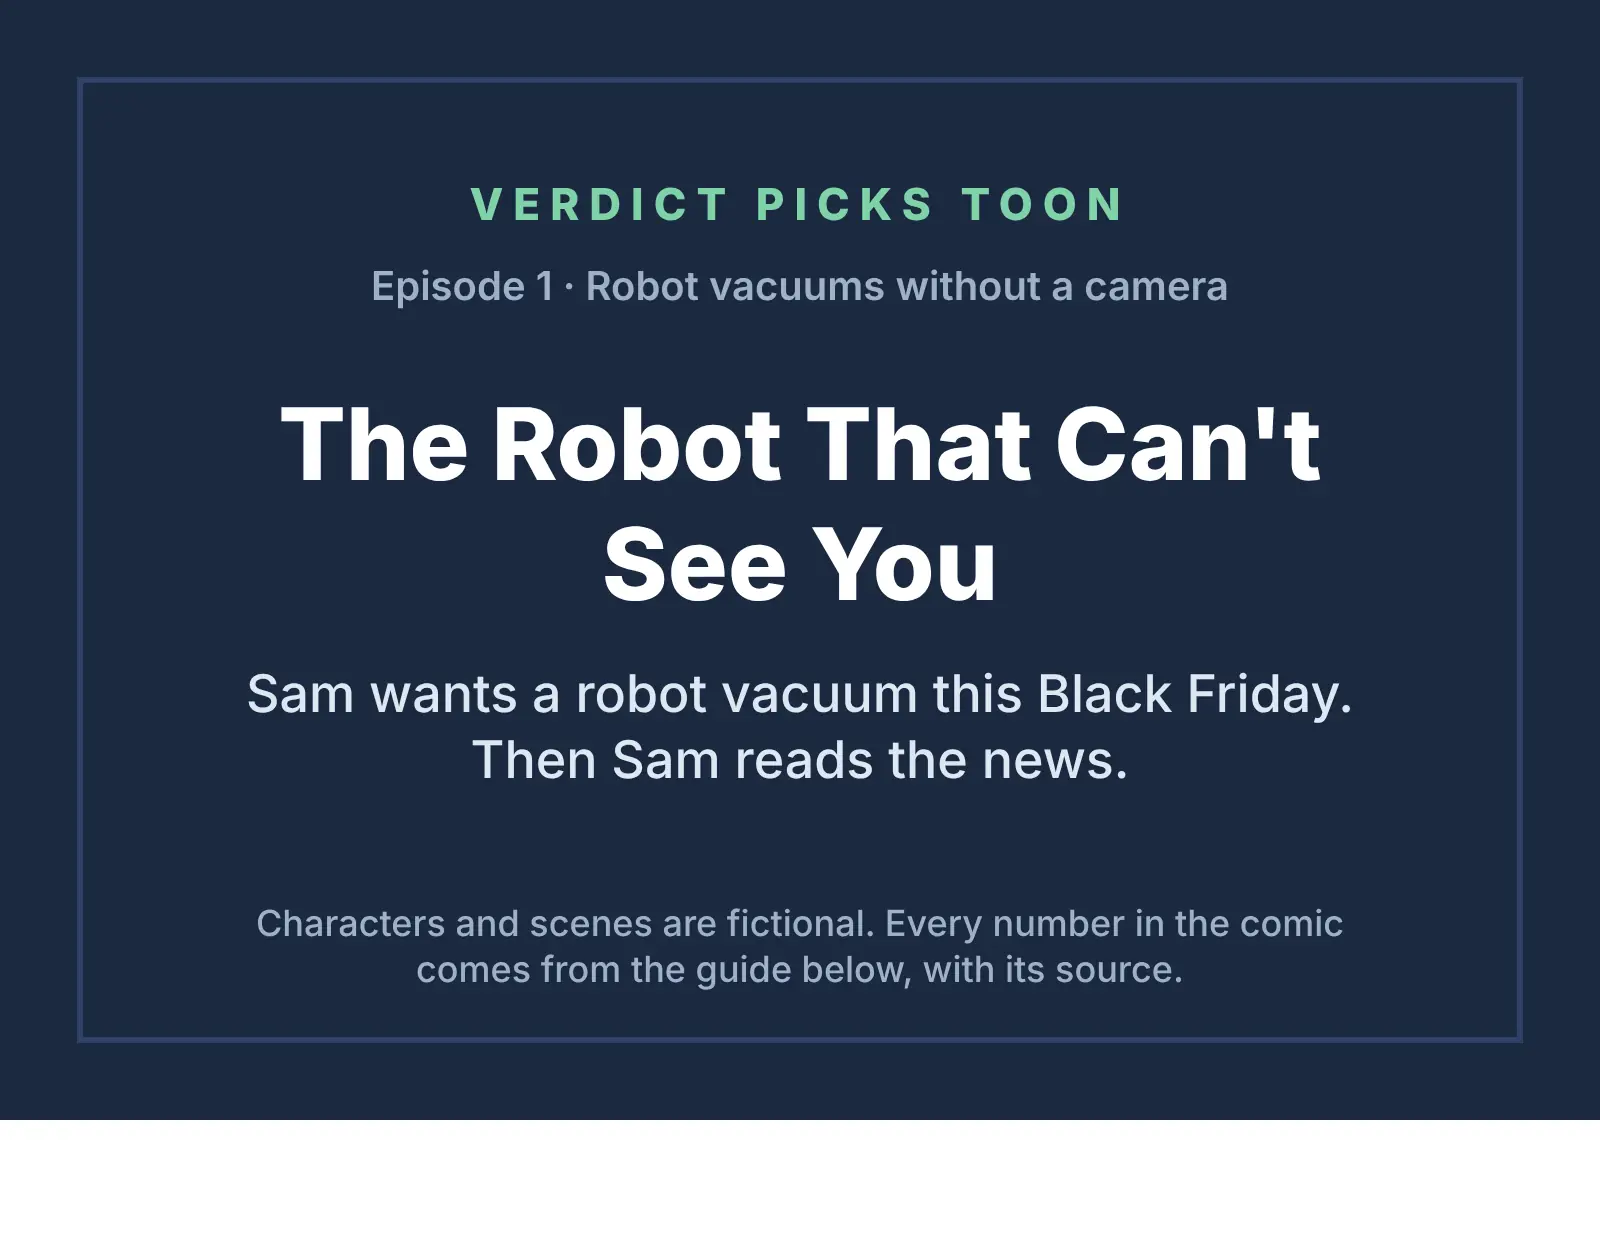 VERDICT PICKS TOON
Episode 1 · Robot vacuums without a camera
The Robot That Can't
See You
Sam wants a robot vacuum this Black Friday.
Then Sam reads the news.
Characters and scenes are fictional. Every number in the comic
comes from the guide below, with its source.